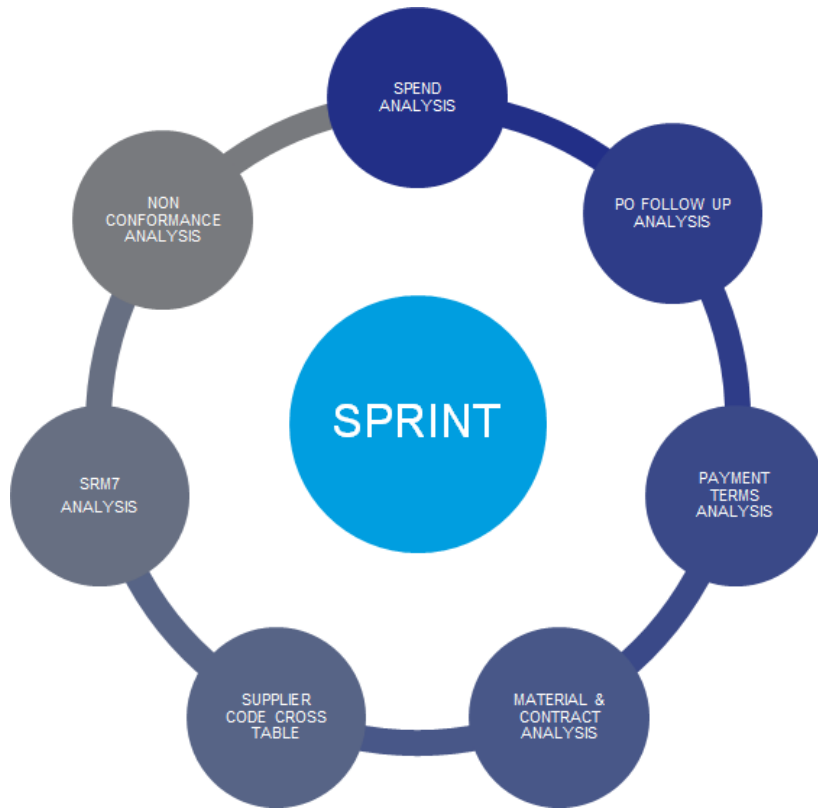 SPEND
ANALYSIS
PO FOLLOW UP
ANALYSIS
PAYMENT
TERMS
ANALYSIS
MATERIAL &
CONTRACT
ANALYSIS
SUPPLIER
CODE CROSS
TABLE
SRM7
ANALYSIS
NON
CONFORMANCE
ANALYSIS
SPRINT